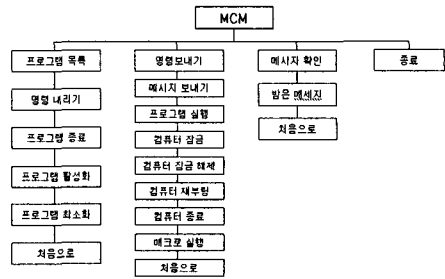 MCM
프로그램 목록
명령 내리기
프로그램 종료
프로그램 활성화
프로그램 최소화
처음으로
명령보내기
메시지 보내기
프로그램 실행
컴퓨터 잠금
컴퓨터 잠금 해제
컴퓨터 재부팅
컴퓨터 종료
매크로 실행
처음으로
메시지 확인
받은 메세지
처음으로
종료